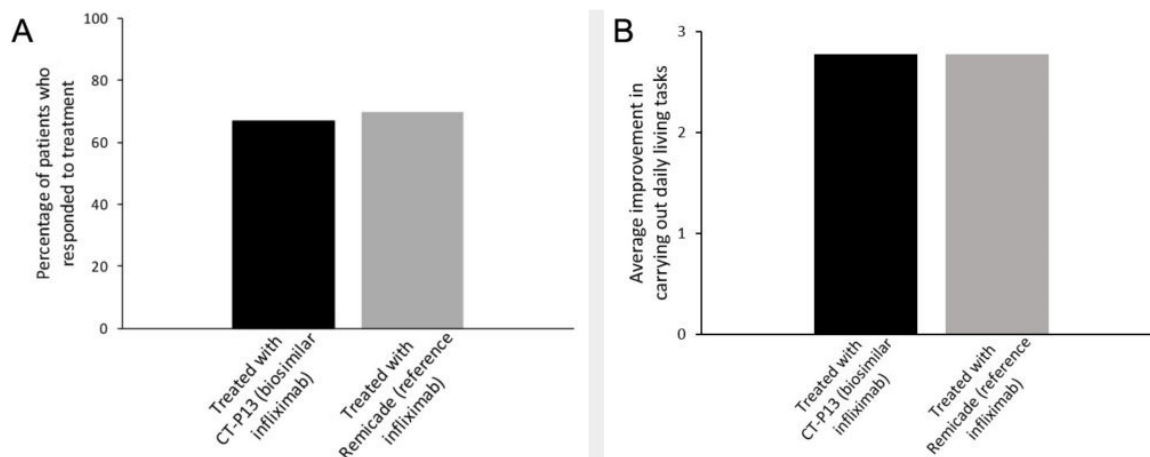 A
Percentage of patients who
responded to treatment
100
80
60
40
20
0
Treated with
CT-P13 (biosimilar
infliximab)
Treated with
Remicade (reference
infliximab)
B
Average improvement in
carrying out daily living tasks
3
2
1
0
Treated with
CT-P13 (biosimilar
infliximab)
Treated with
Remicade (reference
infliximab)